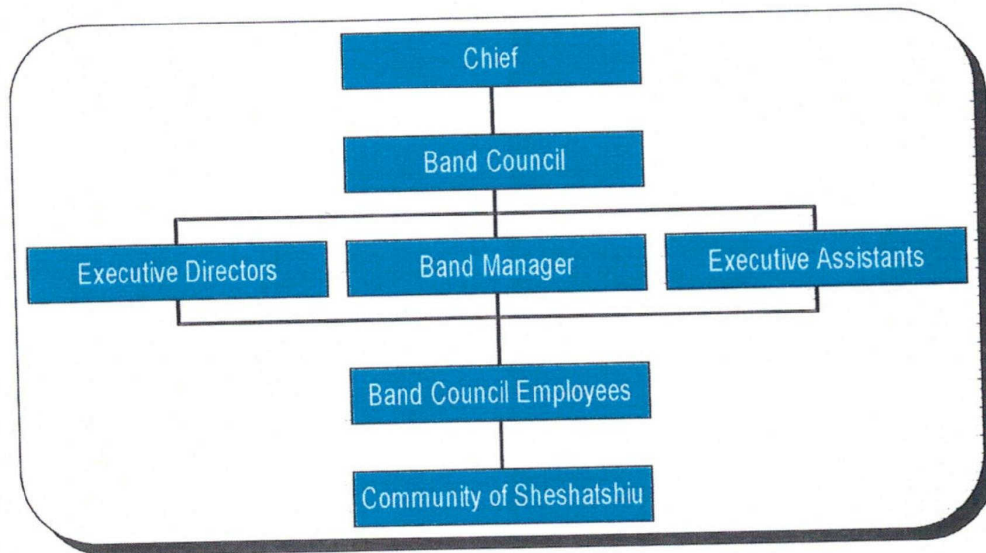 Chief
Band Council
Executive Directors
Band Manager
Executive Assistants
Band Council Employees
Community of Sheshatshiu